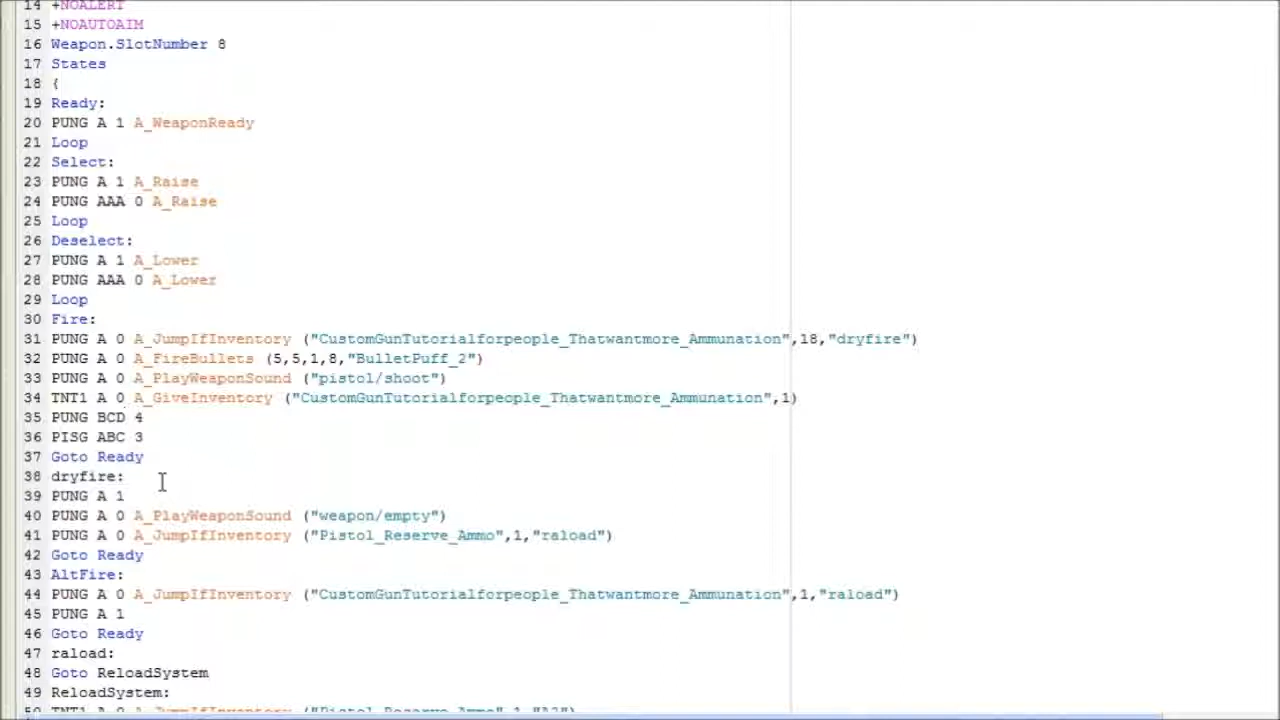 14 +NOALERT
15 +NOAUTOAIM
16 Weapon.SlotNumber 8
17 States
18 {
19 Ready:
20 PUNG A 1 A_WeaponReady
21 Loop
22 Select:
23 PUNG A 1 A_Raise
24 PUNG AAA 0 A_Raise
25 Loop
26 Deselect:
27 PUNG A 1 A_Lower
28 PUNG AAA 0 A_Lower
29 Loop
30 Fire:
31 PUNG A 0 A_JumpIfInventory ("CustomGunTutorialforpeople_Thatwantmore_Ammunation",18,"dryfire")
32 PUNG A 0 A_FireBullets (5,5,1,8,"BulletPuff_2")
33 PUNG A 0 A_PlayWeaponSound ("pistol/shoot")
34 TNT1 A 0 A_GiveInventory ("CustomGunTutorialforpeople_Thatwantmore_Ammunation",1)
35 PUNG BCD 4
36 PISG ABC 3
37 Goto Ready
38 dryfire:
39 PUNG A 1
40 PUNG A 0 A_PlayWeaponSound ("weapon/empty")
41 PUNG A 0 A_JumpIfInventory ("Pistol_Reserve_Ammo",1,"raload")
42 Goto Ready
43 AltFire:
44 PUNG A 0 A_JumpIfInventory ("CustomGunTutorialforpeople_Thatwantmore_Ammunation",1,"raload")
45 PUNG A 1
46 Goto Ready
47 raload:
48 Goto ReloadSystem
49 ReloadSystem:
50 TNT1 A 0 A_JumpIfInventory ("Pistol_Reserve_Ammo",1,